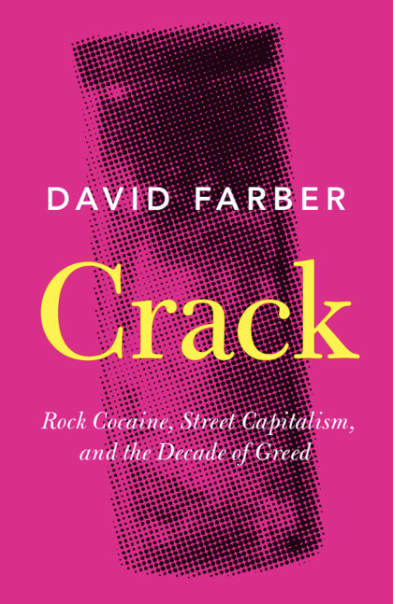 DAVID FARBER
Crack
Rock Cocaine, Street Capitalism,
and the Decade of Greed